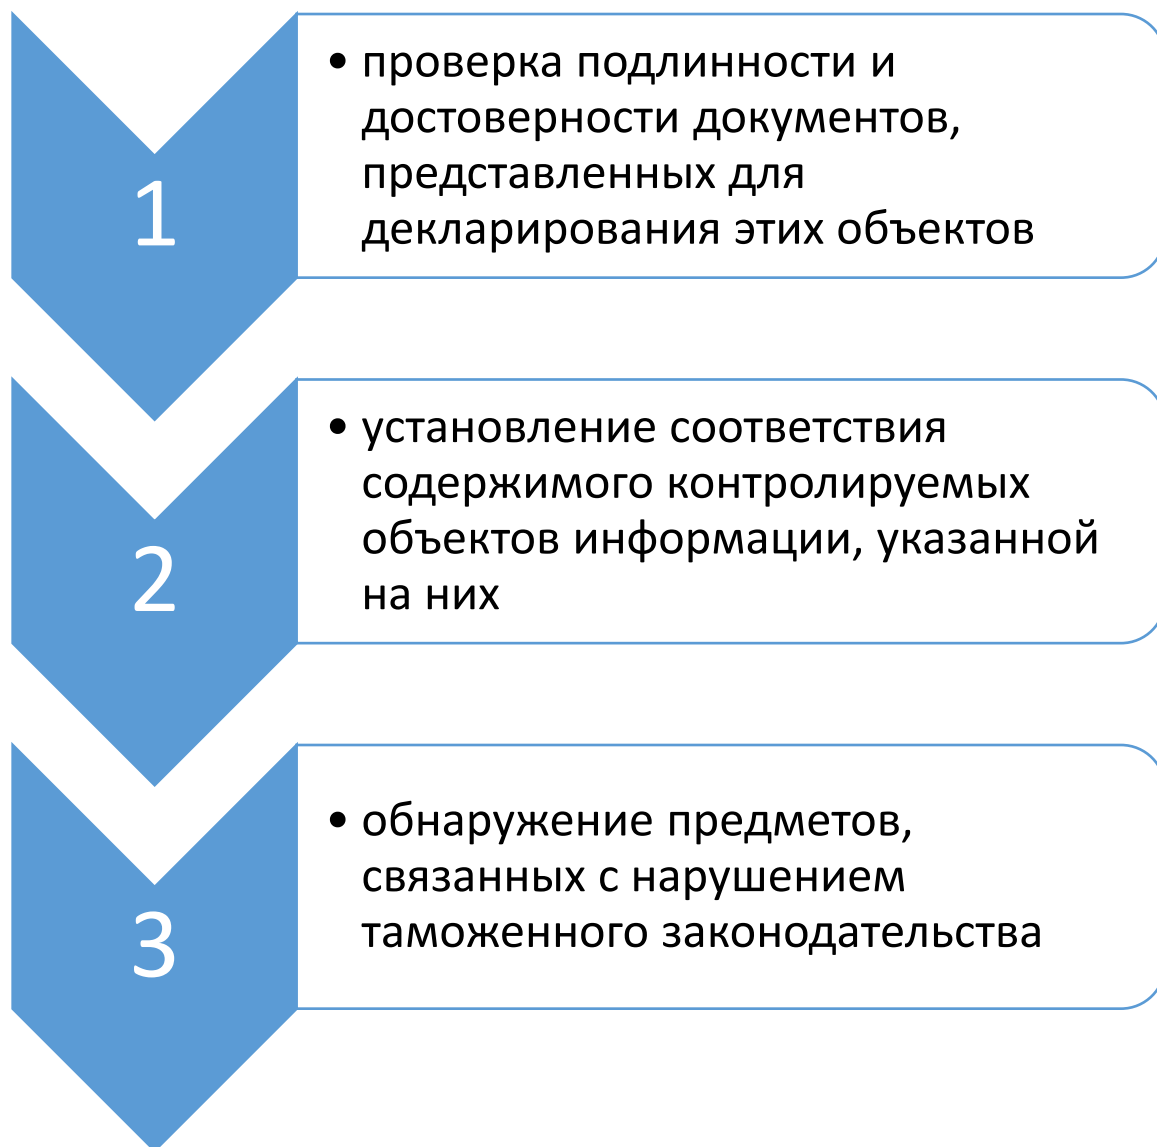 1
• проверка подлинности и
достоверности документов,
представленных для
декларирования этих объектов
2
• установление соответствия
содержимого контролируемых
объектов информации, указанной
на них
3
• обнаружение предметов,
связанных с нарушением
таможенного законодательства